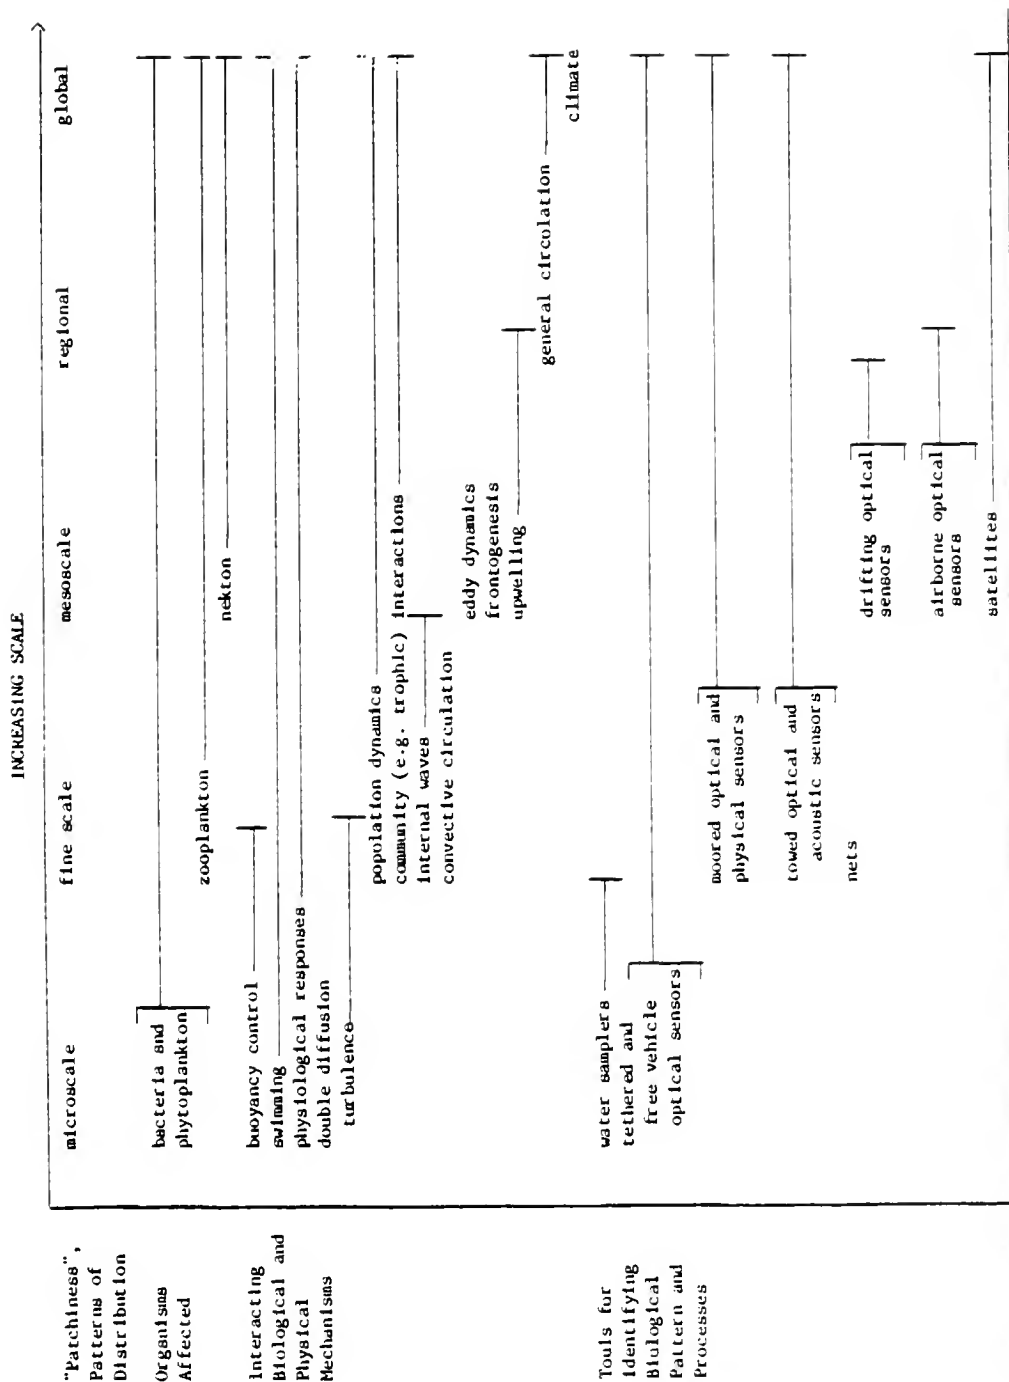 INCREASING SCALE
microscale fine scale mesoscale regional global
"Patchiness",
Patterns of
Distribution
Organisms
Affected
bacteria and
phytoplankton
zooplankton
nekton
Interacting
Biological and
Physical
Mechanisms
buoyancy control
swimming
physiological responses
double diffusion
turbulence
population dynamics
community (e.g. trophic) interactions
internal waves
convective circulation
eddy dynamics
frontogenesis
upwelling
general circolation
climate
Touls for
Identifying
Biulogical
Pattern and
Processes
water samplers
tethered and
free vehicle
optical sensors
moored optical and
physical sensors
towed optical and
acoustic sensors
nets
drifting optical
sensors
airborne optical
sensors
satellites